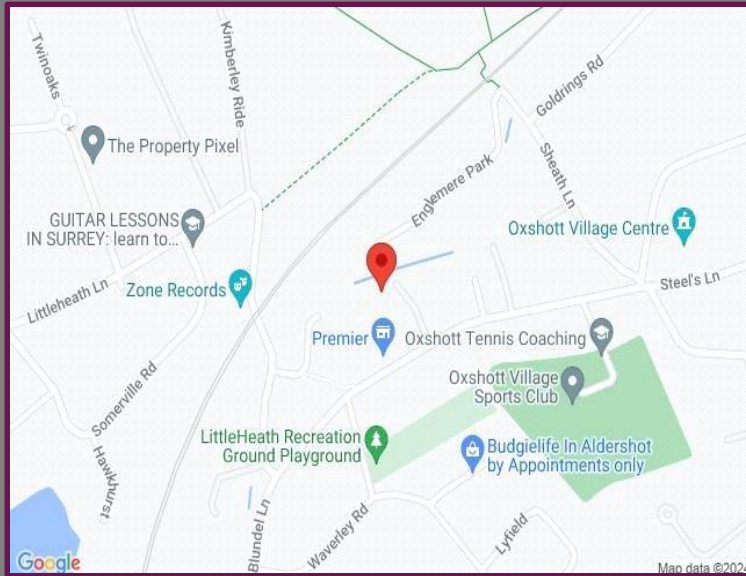 Twinoaks
Kimberley Ride
Goldrings Rd
The Property Pixel
Englemere Park
Sheath Ln
GUITAR LESSONS
IN SURREY: learn to...
Oxshott Village Centre
Littleheath Ln
Zone Records
Steel's Ln
Premier
Oxshott Tennis Coaching
Somerville Rd
Oxshott Village
Sports Club
LittleHeath Recreation
Ground Playground
Budgielife In Aldershot
by Appointments only
Hawkhurst
Blundel Ln
Waverley Rd
Lyfield
Google
Map data ©2024